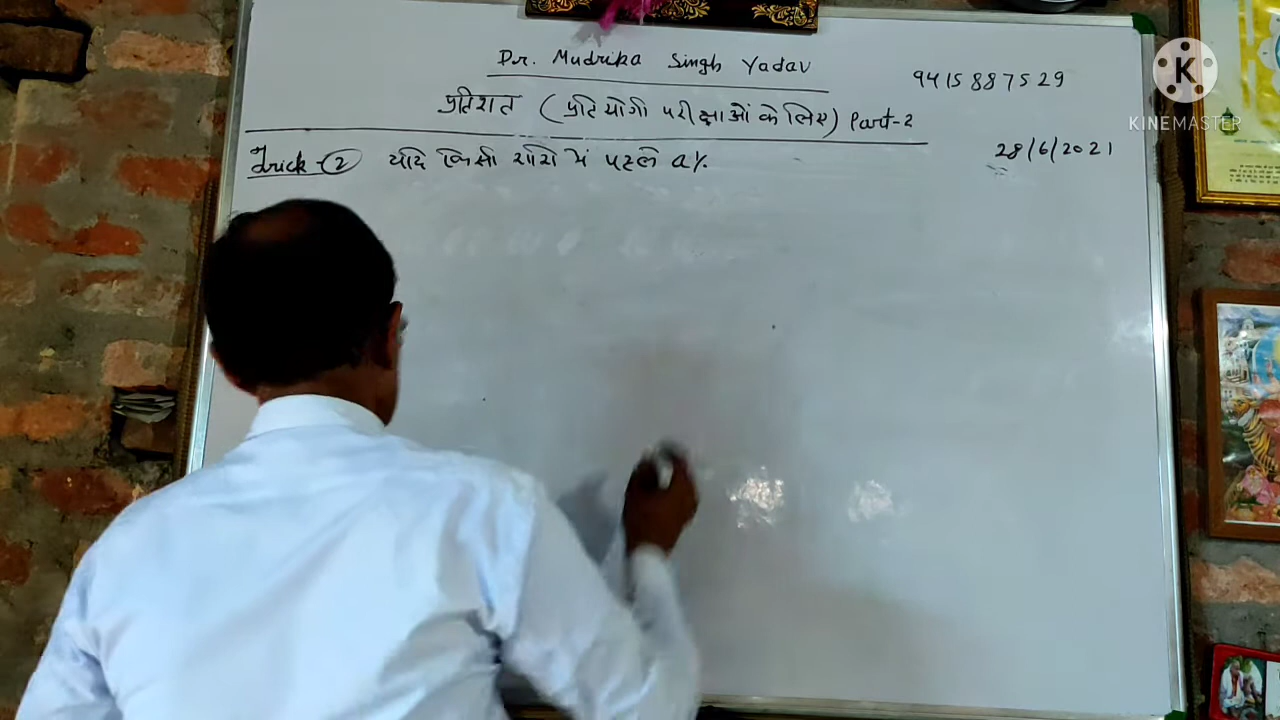 Dr. Mudrika Singh Yadav
9415887529
प्रतिशत (प्रतियोगी परीक्षाओं के लिए) Part-2
28/6/2021
Trick-2 यदि किसी राशि में पहले a%
KINEMASTER